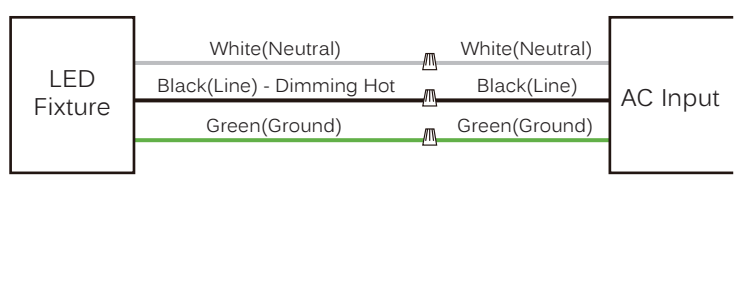 LED
Fixture
White(Neutral)
White(Neutral)
Black(Line) - Dimming Hot
Black(Line)
Green(Ground)
Green(Ground)
AC Input